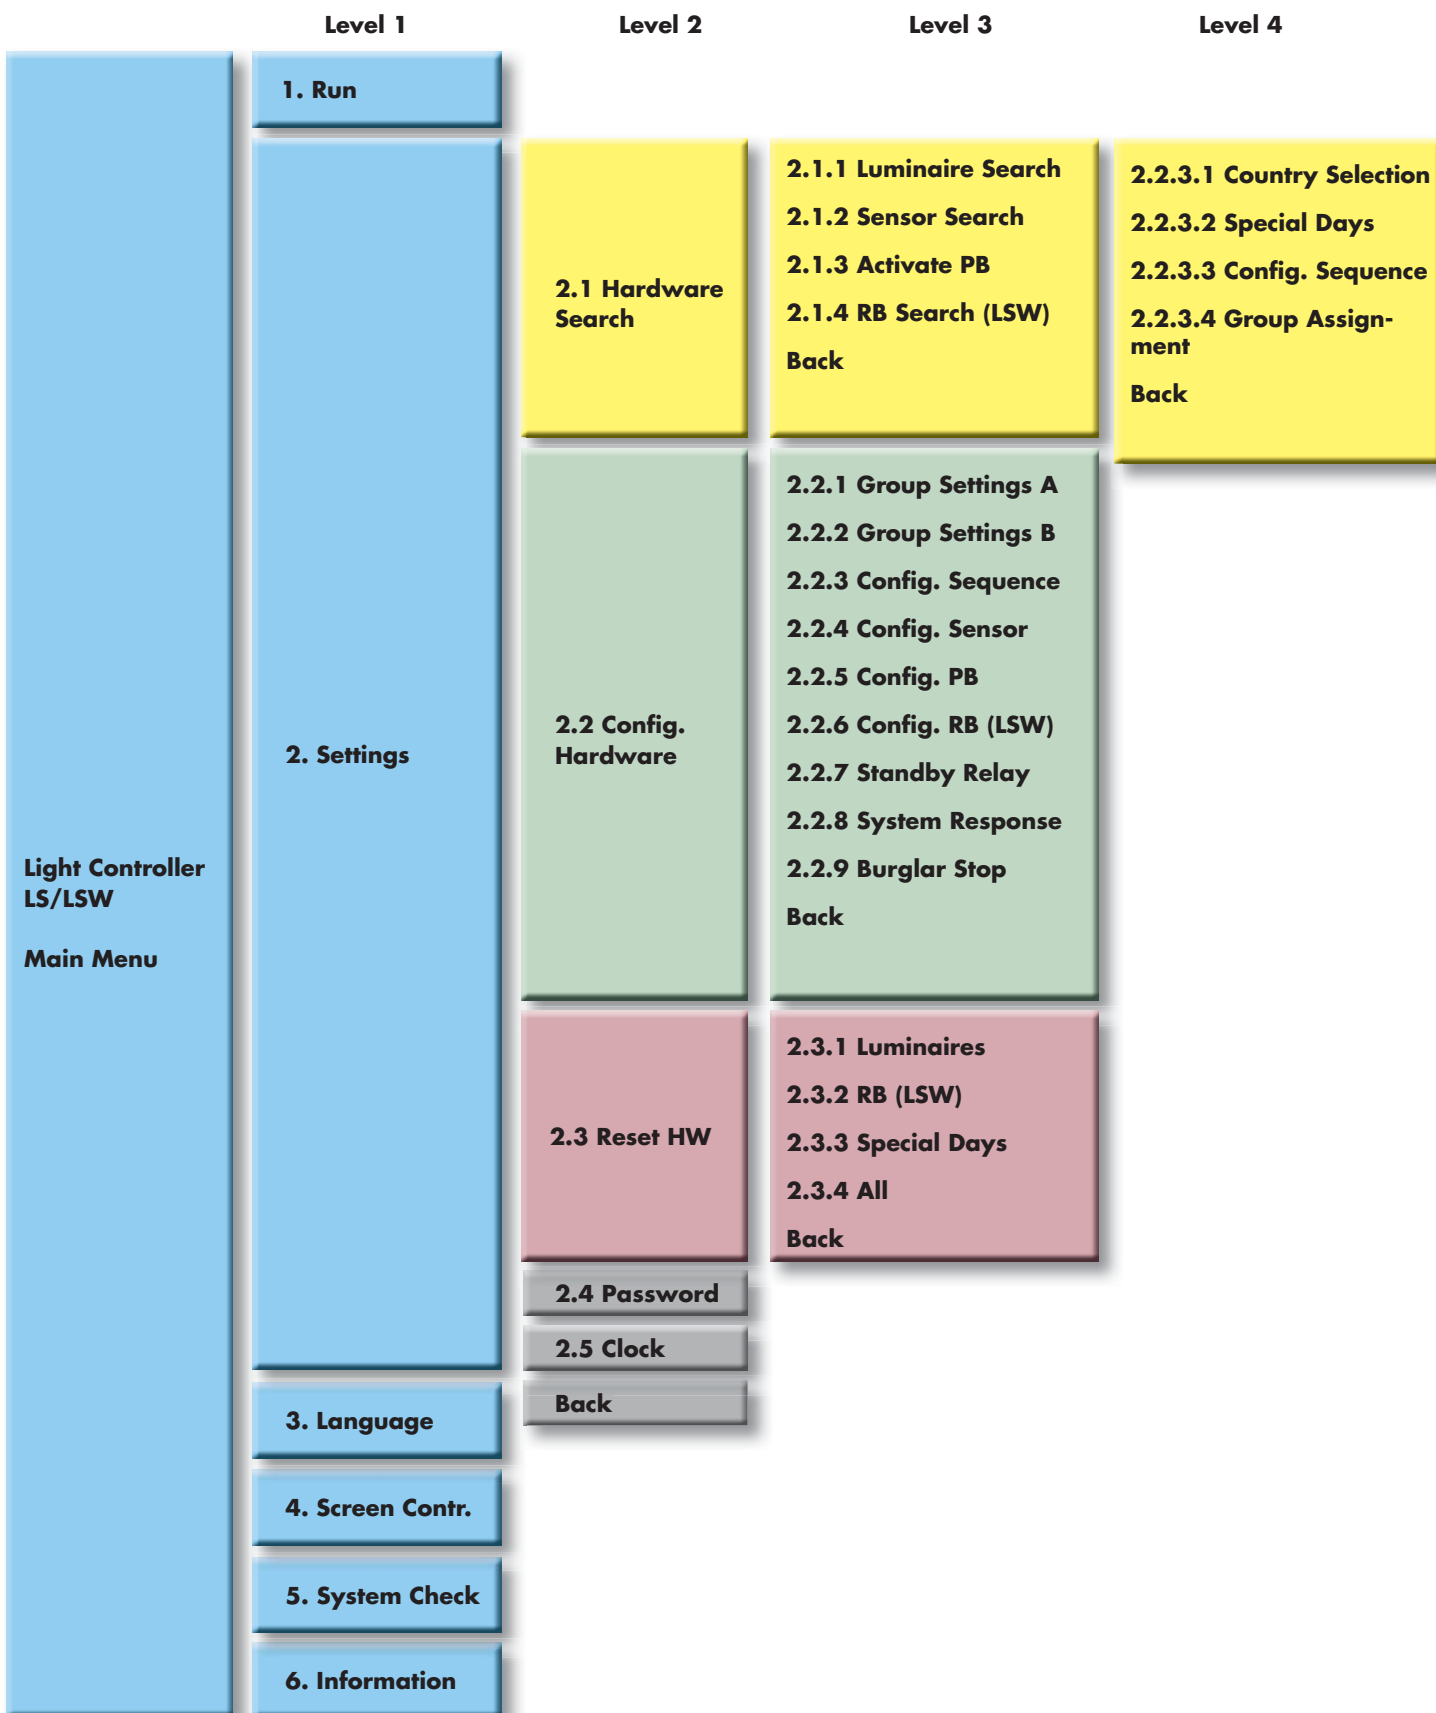 Level 1
Level 2
Level 3
Level 4
Light Controller
LS/LSW
Main Menu
1. Run
2. Settings
2.1 Hardware
Search
2.1.1 Luminaire Search
2.1.2 Sensor Search
2.1.3 Activate PB
2.1.4 RB Search (LSW)
Back
2.2.3.1 Country Selection
2.2.3.2 Special Days
2.2.3.3 Config. Sequence
2.2.3.4 Group Assign-
ment
Back
2.2 Config.
Hardware
2.2.1 Group Settings A
2.2.2 Group Settings B
2.2.3 Config. Sequence
2.2.4 Config. Sensor
2.2.5 Config. PB
2.2.6 Config. RB (LSW)
2.2.7 Standby Relay
2.2.8 System Response
2.2.9 Burglar Stop
Back
2.3 Reset HW
2.3.1 Luminaires
2.3.2 RB (LSW)
2.3.3 Special Days
2.3.4 All
Back
2.4 Password
2.5 Clock
Back
3. Language
4. Screen Contr.
5. System Check
6. Information